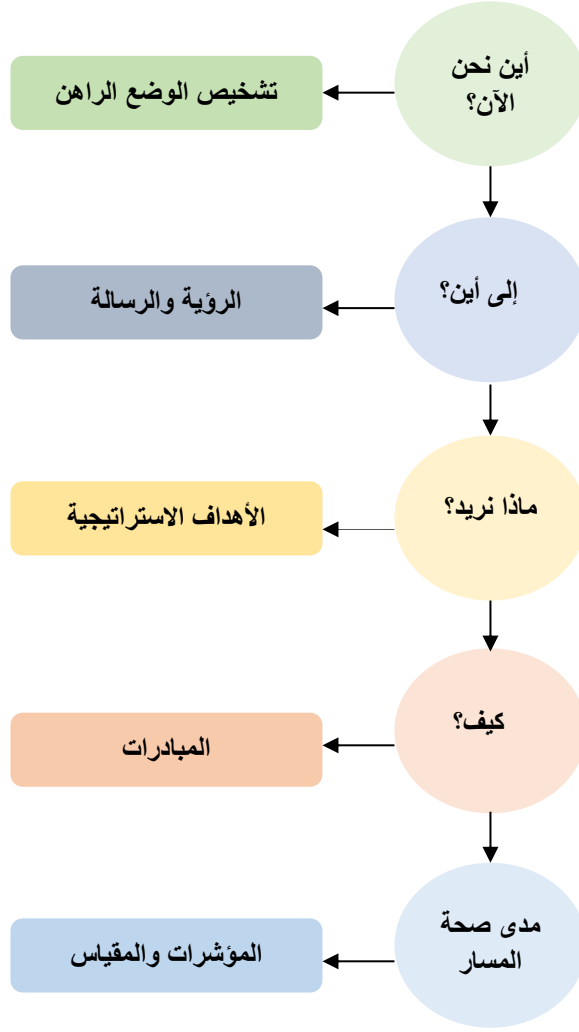 أين نحن
الآن؟
تشخيص الوضع الراهن
إلى أين؟
الرؤية والرسالة
ماذا نريد؟
الأهداف الاستراتيجية
كيف؟
المبادرات
مدى صحة
المسار
المؤشرات والمقياس